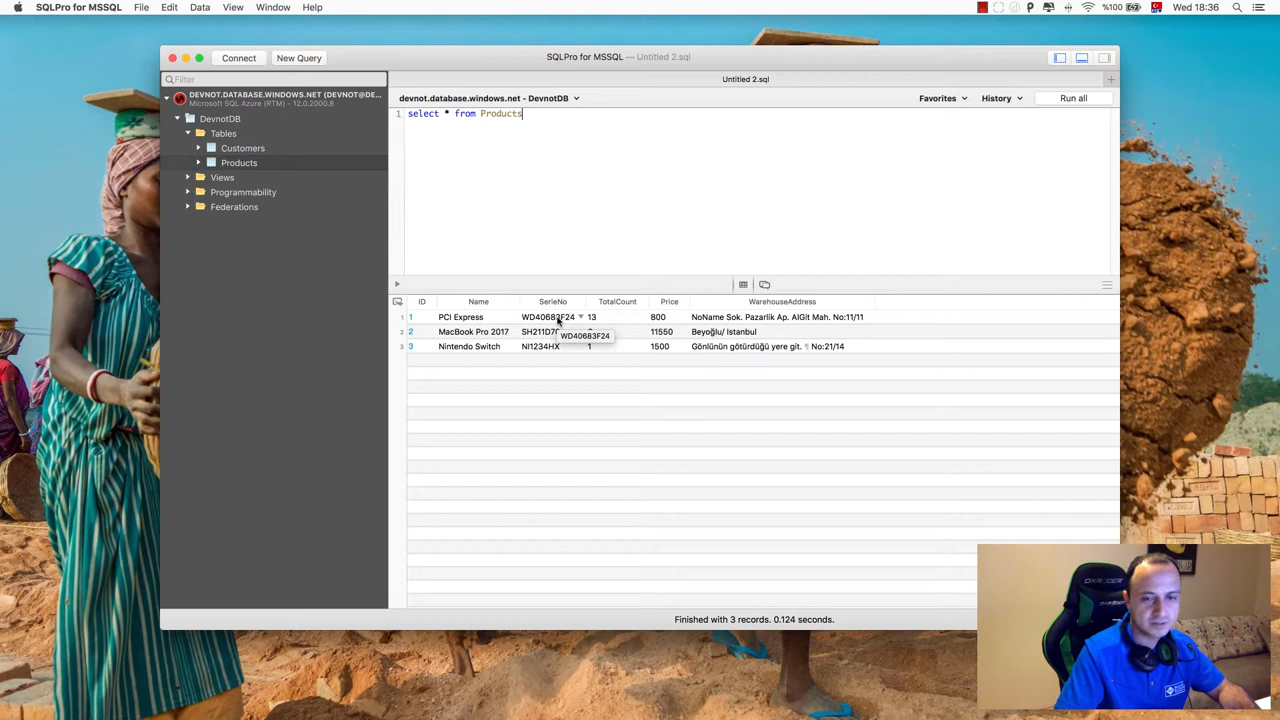 SQLPro for MSSQL File Edit Data View Window Help %100 Wed 18:36
Connect New Query SQLPro for MSSQL — Untitled 2.sql
Filter Untitled 2.sql
DEVNOT.DATABASE.WINDOWS.NET (DEVNOT@DE...
Microsoft SQL Azure (RTM) - 12.0.2000.8
DevnotDB
Tables
Customers
Products
Views
Programmability
Federations
devnot.database.windows.net - DevnotDB Favorites History Run all
1 select * from Products
ID Name SerieNo TotalCount Price WarehouseAddress
1 1 PCI Express WD40683F24 13 800 NoName Sok. Pazarlik Ap. AlGit Mah. No:11/11
2 2 MacBook Pro 2017 11550 Beyoğlu/ Istanbul
WD40683F24
3 3 Nintendo Switch NI1234HX 1 1500 Gönlünün götürdüğü yere git. ¶ No:21/14
Finished with 3 records. 0.124 seconds.